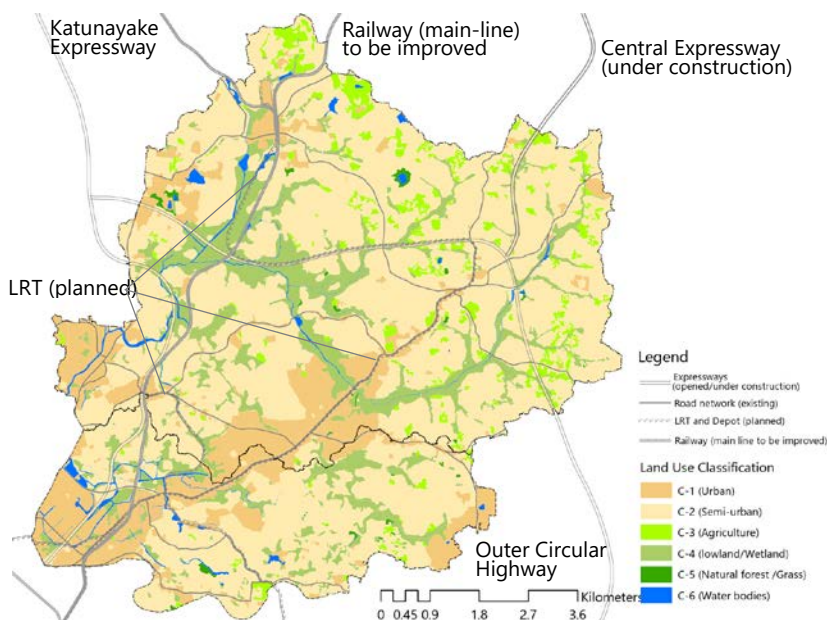 Katunayake
Expressway
Railway (main-line)
to be improved
Central Expressway
(under construction)
LRT (planned)
Legend
Expressways
(opened/under construction)
Road network (existing)
LRT and Depot (planned)
Railway (main line to be improved)
Land Use Classification
C-1 (Urban)
C-2 (Semi-urban)
C-3 (Agriculture)
C-4 (lowland/Wetland)
C-5 (Natural forest /Grass)
C-6 (Water bodies)
Outer Circular
Highway
Kilometers
0 0.45 0.9 1.8 2.7 3.6